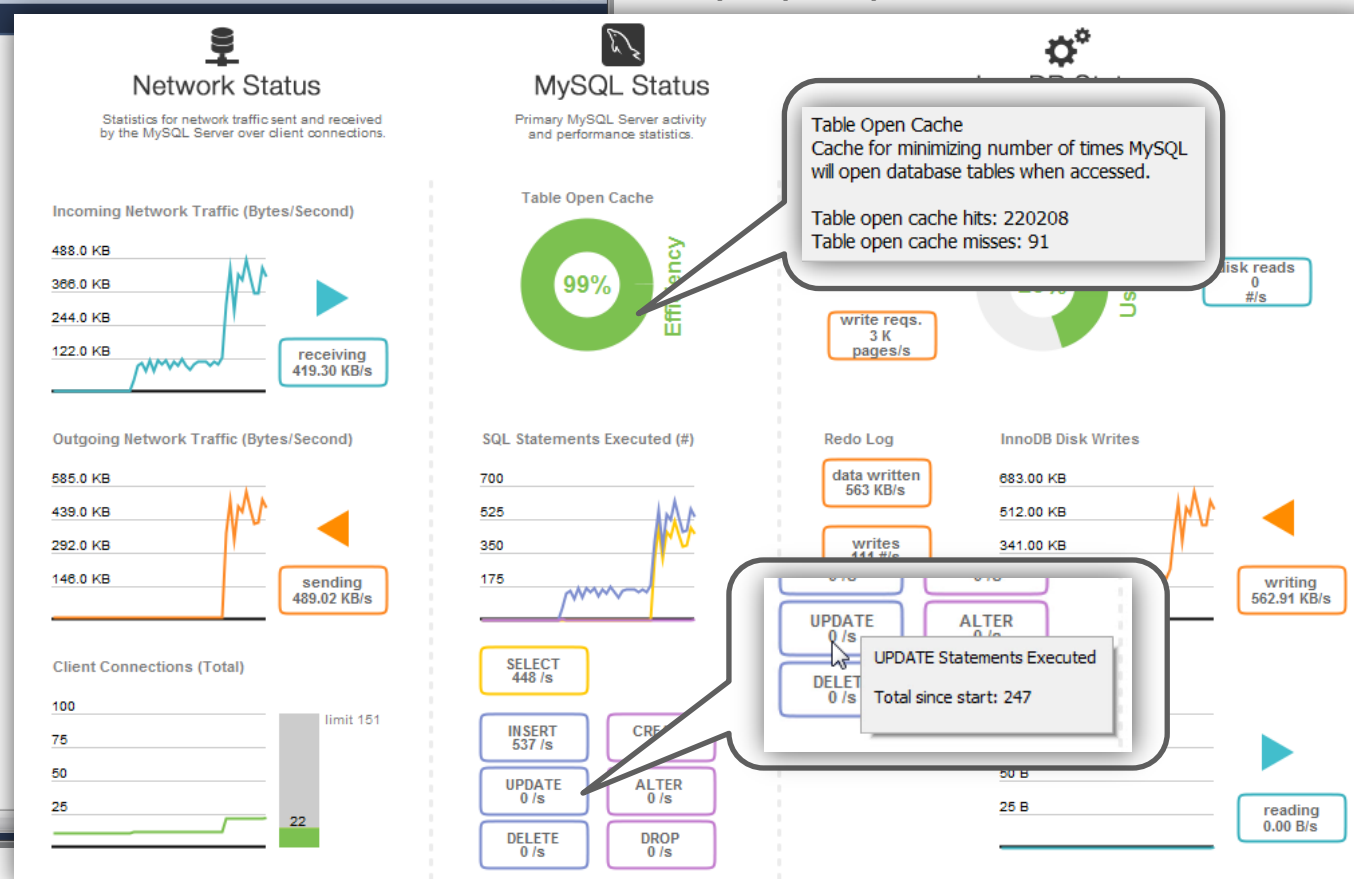 Network Status
Statistics for network traffic sent and received
by the MySQL Server over client connections.
Incoming Network Traffic (Bytes/Second)
488.0 KB
366.0 KB
244.0 KB
122.0 KB
receiving
419.30 KB/s
Outgoing Network Traffic (Bytes/Second)
585.0 KB
439.0 KB
292.0 KB
146.0 KB
sending
489.02 KB/s
Client Connections (Total)
100
75
50
25
limit 151
22
MySQL Status
Primary MySQL Server activity
and performance statistics.
Table Open Cache
99%
Efficiency
SQL Statements Executed (#)
700
525
350
175
SELECT
448 /s
INSERT
537 /s
UPDATE
0 /s
ALTER
0 /s
DELETE
0 /s
DROP
0 /s
Table Open Cache
Cache for minimizing number of times MySQL
will open database tables when accessed.
Table open cache hits: 220208
Table open cache misses: 91
disk reads
0
#/s
write reqs.
3 K
pages/s
Redo Log
data written
563 KB/s
writes
111 #/s
InnoDB Disk Writes
683.00 KB
512.00 KB
341.00 KB
writing
562.91 KB/s
UPDATE
0 /s
ALTER
0 /s
0 /s
UPDATE Statements Executed
Total since start: 247
50 B
25 B
reading
0.00 B/s